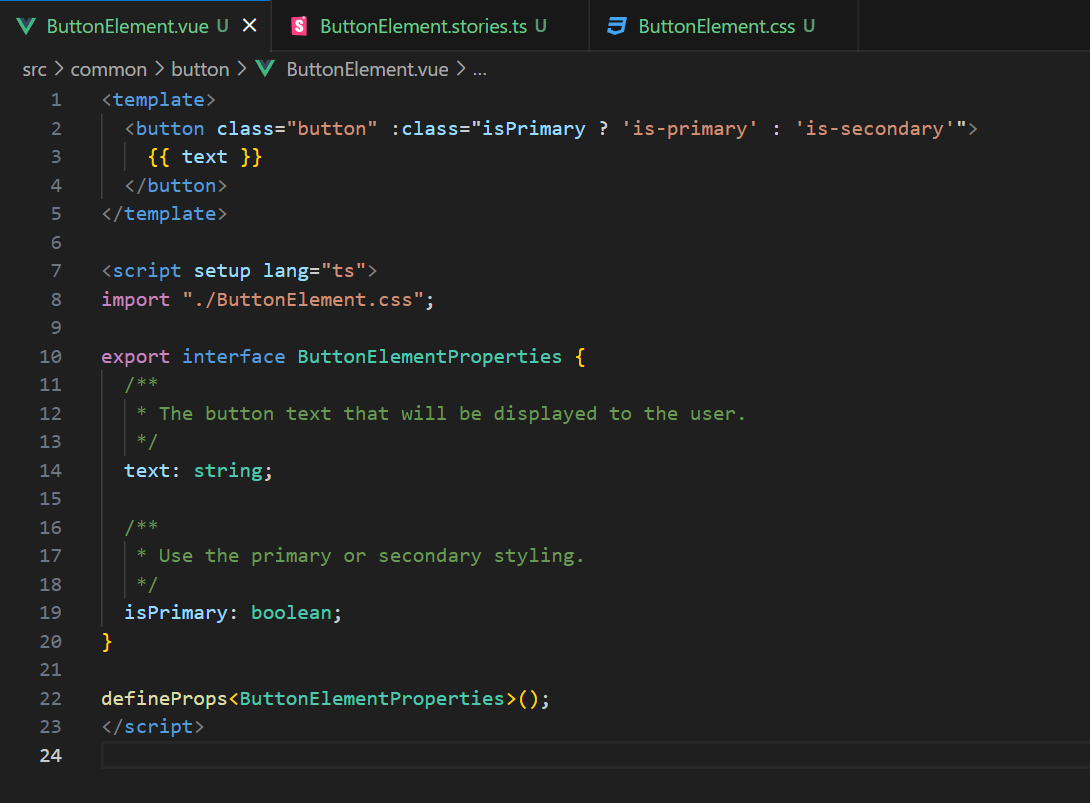 ButtonElement.vue U ButtonElement.stories.ts U ButtonElement.css U
src > common > button > ButtonElement.vue > ...
1 <template>
2 <button class="button" :class="isPrimary ? 'is-primary' : 'is-secondary'">
3 {{ text }}
4 </button>
5 </template>
6
7 <script setup lang="ts">
8 import "./ButtonElement.css";
9
10 export interface ButtonElementProperties {
11 /**
12 * The button text that will be displayed to the user.
13 */
14 text: string;
15
16 /**
17 * Use the primary or secondary styling.
18 */
19 isPrimary: boolean;
20 }
21
22 defineProps<ButtonElementProperties>();
23 </script>
24